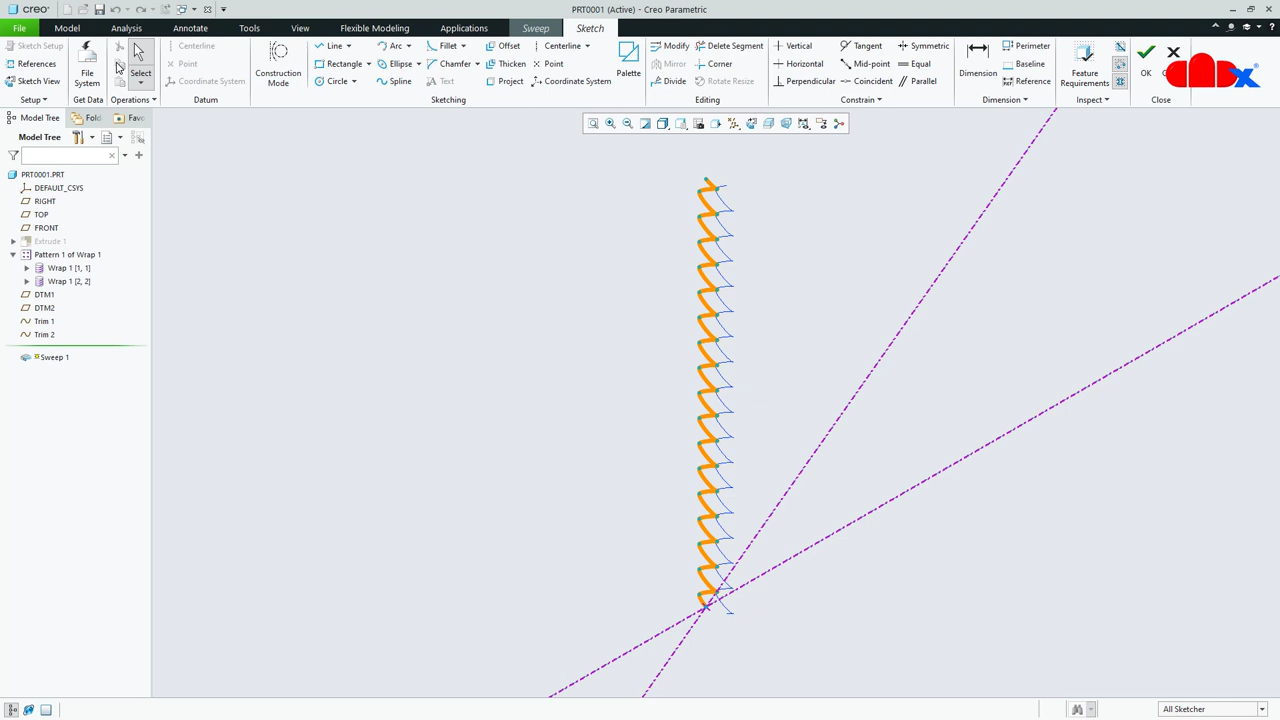 creo
PRT0001 (Active) - Creo Parametric
File Model Analysis Annotate Tools View Flexible Modeling Applications Sweep Sketch
Sketch Setup
References
Sketch View
Setup
File System
Get Data
Select
Operations
Centerline
Point
Coordinate System
Datum
Construction Mode
Line Arc Fillet Offset Centerline
Rectangle Ellipse Chamfer Thicken Point
Circle Spline Text Project Coordinate System
Palette
Sketching
Modify Delete Segment
Mirror Corner
Divide Rotate Resize
Editing
Vertical Tangent Symmetric
Horizontal Mid-point Equal
Perpendicular Coincident Parallel
Constrain
Dimension
Perimeter
Baseline
Reference
Dimension
Feature Requirements
Inspect
OK
Close
CADX
Model Tree Fold Favo
Model Tree
PRT0001.PRT
DEFAULT_CSYS
RIGHT
TOP
FRONT
Extrude 1
Pattern 1 of Wrap 1
Wrap 1 [1, 1]
Wrap 1 [2, 2]
DTM1
DTM2
Trim 1
Trim 2
Sweep 1
All Sketcher